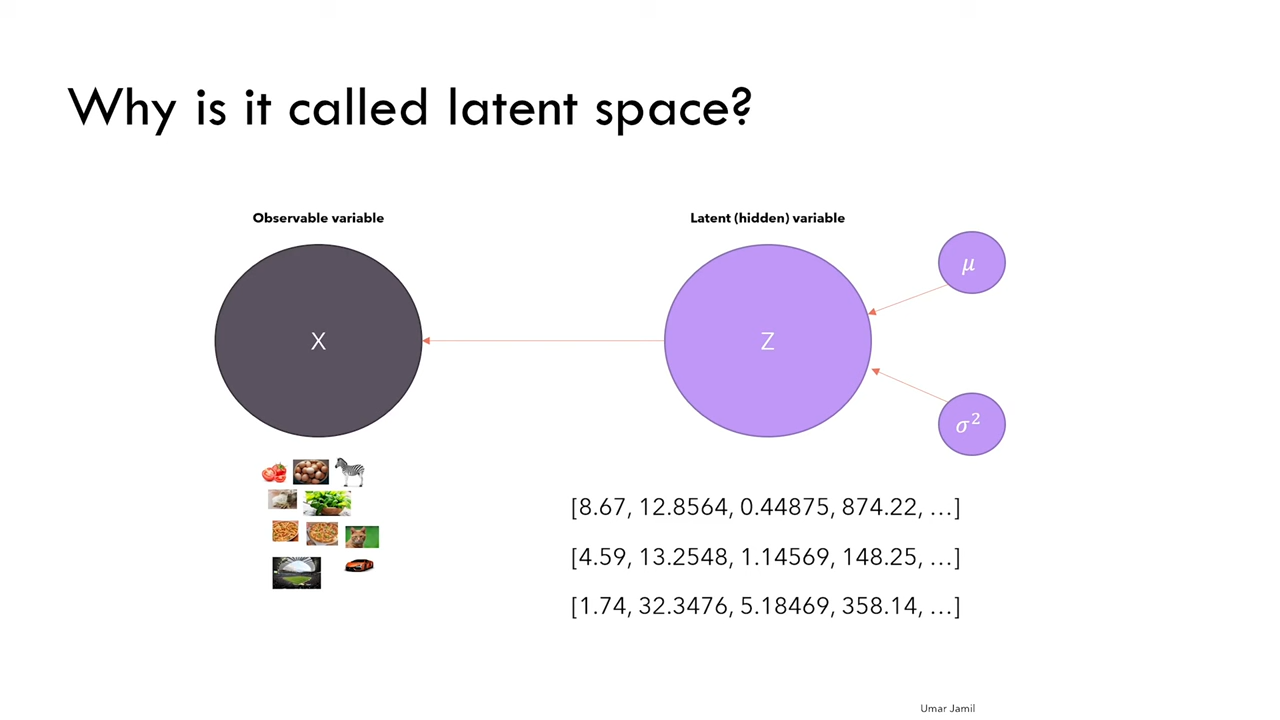 Why is it called latent space?
Observable variable
Latent (hidden) variable
μ
X
Z
σ²
[8.67, 12.8564, 0.44875, 874.22, …]
[4.59, 13.2548, 1.14569, 148.25, …]
[1.74, 32.3476, 5.18469, 358.14, …]
Umar Jamil